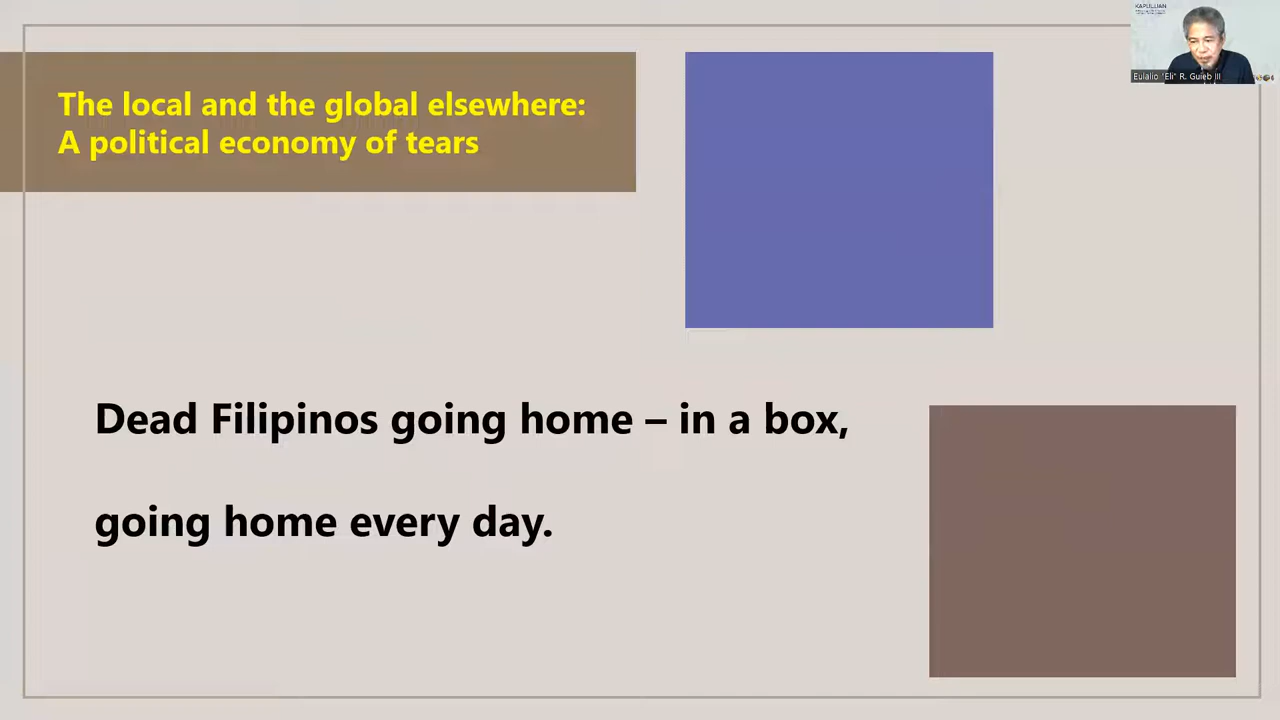 The local and the global elsewhere:
A political economy of tears
KAPULLIAN
Eulalio "Eli" R. Guieb III
Dead Filipinos going home – in a box,
going home every day.